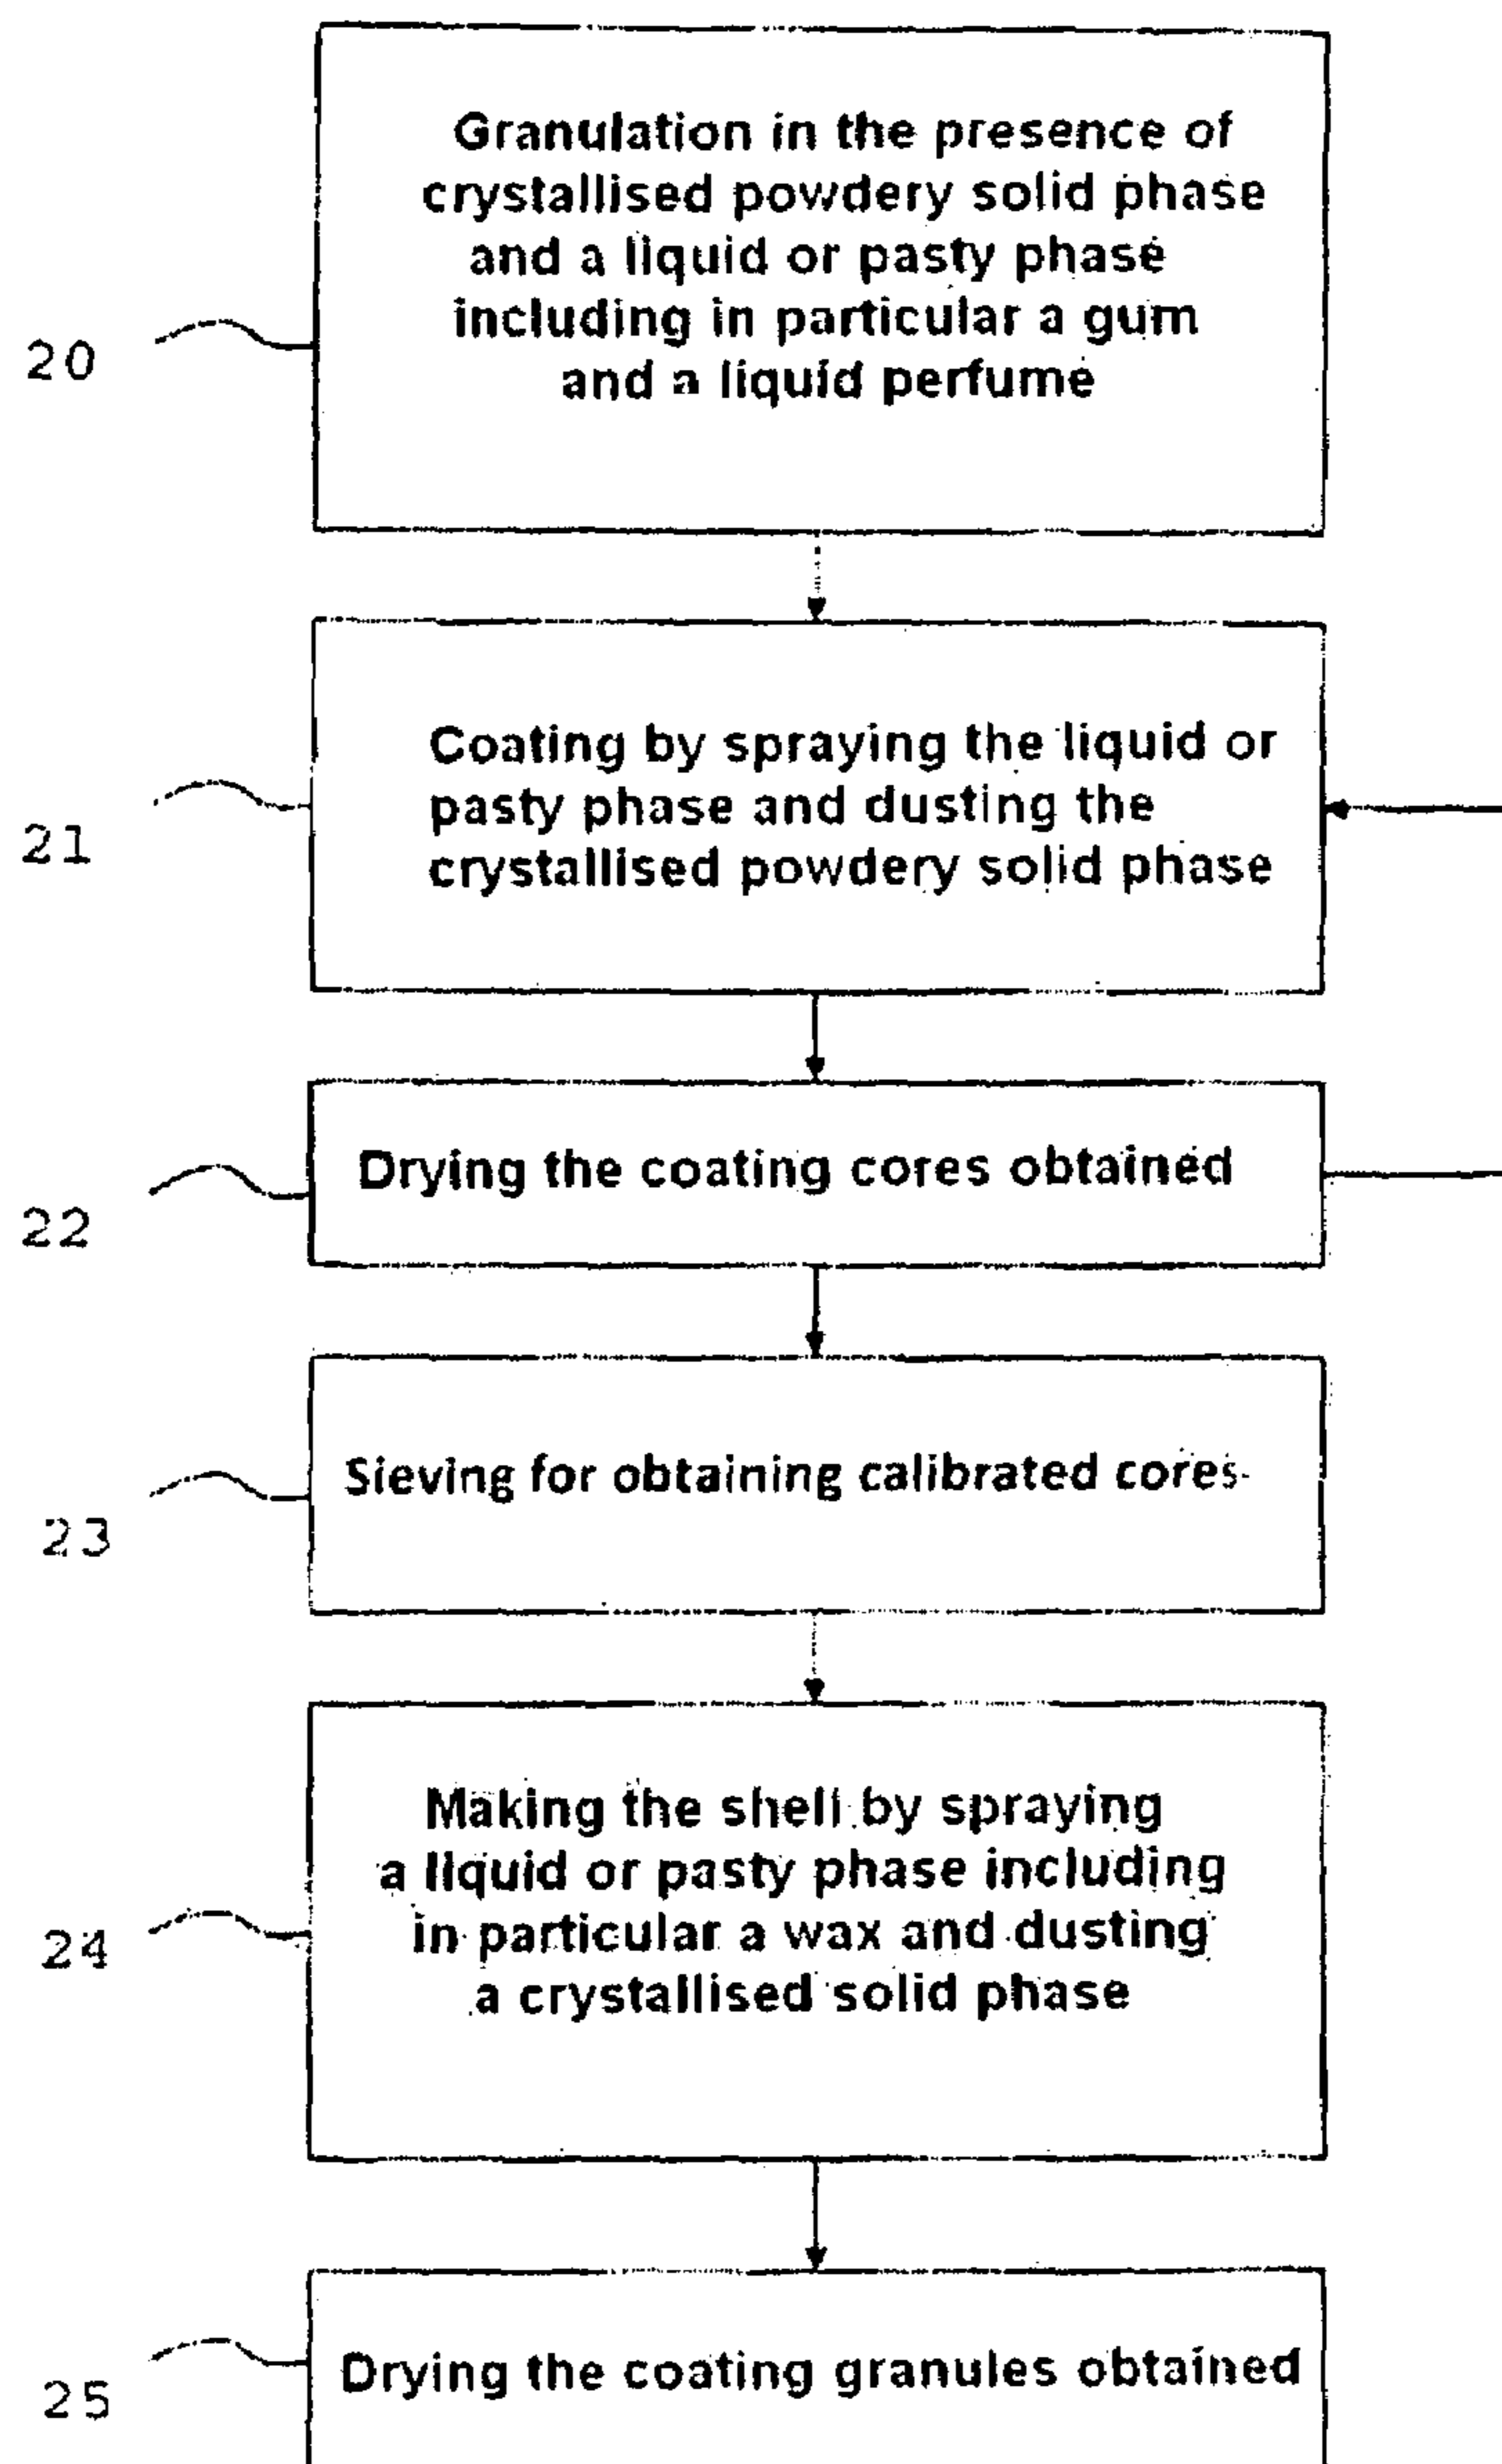 Granulation in the presence of
crystallised powdery solid phase
and a liquid or pasty phase
including in particular a gum
and a liquid perfume
20
Coating by spraying the liquid or
pasty phase and dusting the
crystallised powdery solid phase
21
Drying the coating cores obtained
22
Sieving for obtaining calibrated cores
23
Making the shell by spraying
a liquid or pasty phase including
in particular a wax and dusting
a crystallised solid phase
24
Drying the coating granules obtained
25